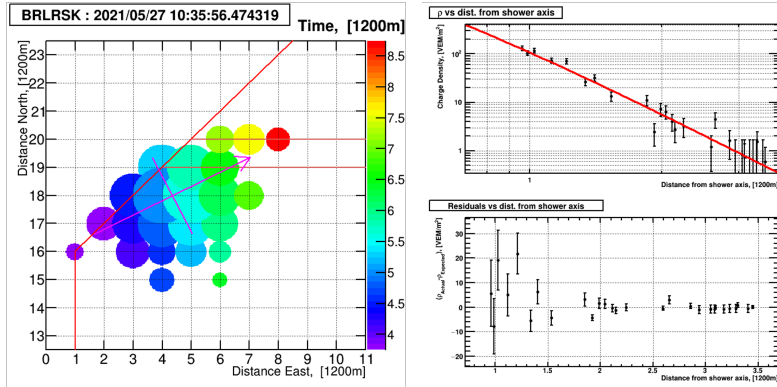 BRLRSK : 2021/05/27 10:35:56.474319
Time, [1200m]
Distance North, [1200m]
23
22
21
20
19
18
17
16
15
14
13
0 1 2 3 4 5 6 7 8 9 10 11
Distance East, [1200m]
8.5
8
7.5
7
6.5
6
5.5
5
4.5
4
ρ vs dist. from shower axis
Charge Density, [VEM/m²]
10²
10
1
1
Distance from shower axis, [1200m]
Residuals vs dist. from shower axis
(ρActual-ρExpected), [VEM/m²]
30
20
10
0
-10
-20
1 1.5 2 2.5 3 3.5
Distance from shower axis, [1200m]